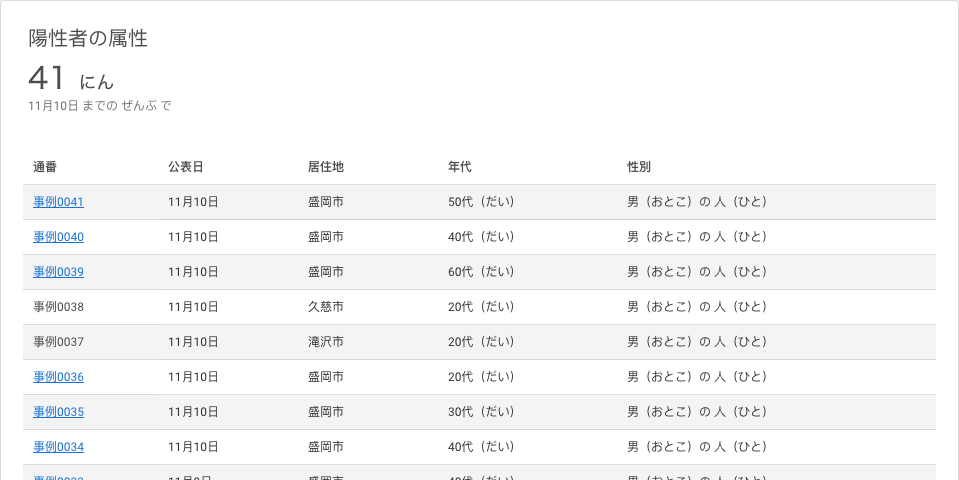 陽性者の属性
41 にん
11月10日 までの ぜんぶ で
通番 公表日 居住地 年代 性別
事例0041 11月10日 盛岡市 50代（だい） 男（おとこ）の 人（ひと）
事例0040 11月10日 盛岡市 40代（だい） 男（おとこ）の 人（ひと）
事例0039 11月10日 盛岡市 60代（だい） 男（おとこ）の 人（ひと）
事例0038 11月10日 久慈市 20代（だい） 男（おとこ）の 人（ひと）
事例0037 11月10日 滝沢市 20代（だい） 男（おとこ）の 人（ひと）
事例0036 11月10日 盛岡市 20代（だい） 男（おとこ）の 人（ひと）
事例0035 11月10日 盛岡市 30代（だい） 男（おとこ）の 人（ひと）
事例0034 11月10日 盛岡市 40代（だい） 男（おとこ）の 人（ひと）